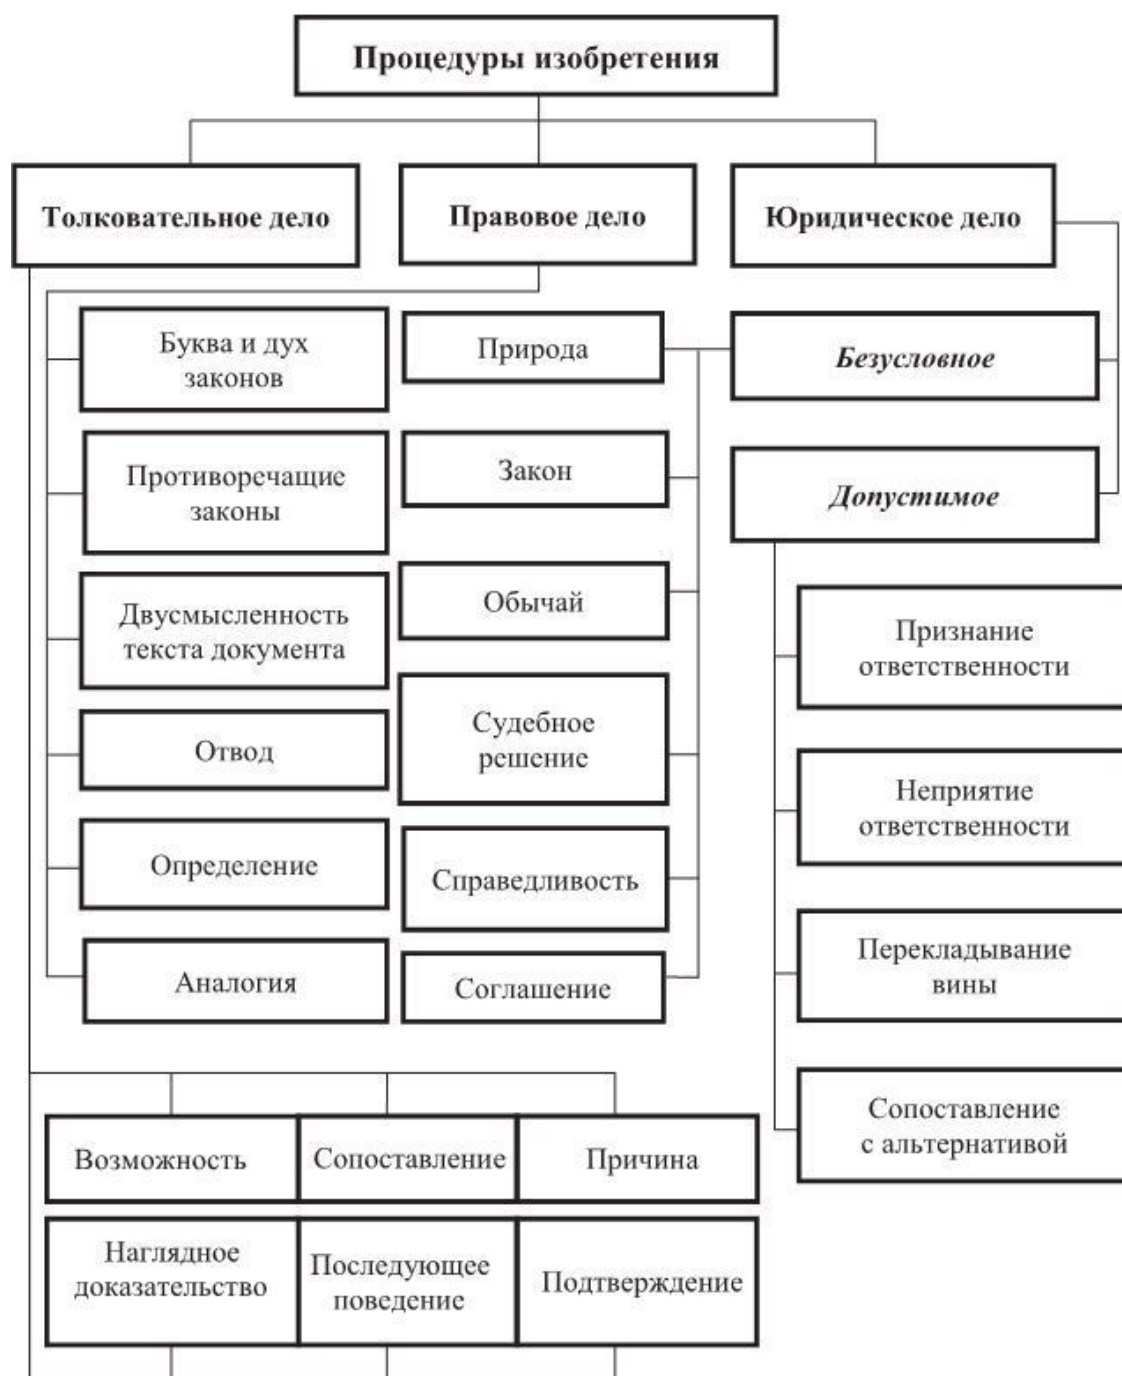 Процедуры изобретения
Толковательное дело
Правовое дело
Юридическое дело
Буква и дух
законов
Природа
Безусловное
Противоречащие
законы
Закон
Допустимое
Двусмысленность
текста документа
Обычай
Признание
ответственности
Отвод
Судебное
решение
Неприятие
ответственности
Определение
Справедливость
Перекладывание
вины
Аналогия
Соглашение
Сопоставление
с альтернативой
Возможность
Сопоставление
Причина
Наглядное
доказательство
Последующее
поведение
Подтверждение